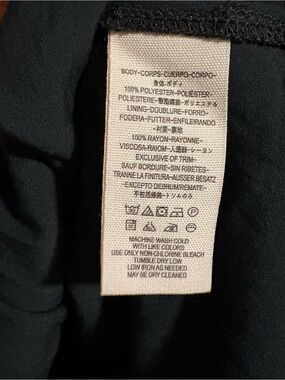 BODY-CORPS-CUERPO-CORPO-
身体-ボディ
100% POLYESTER-POLIESTER-
POLIESTERE-聚酯纖維-ポリエステル
LINING-DOUBLURE-FORRO-
FODERA-FUTTER-ENFILEIRANDO
-衬里-裏地
100% RAYON-RAYONNE-
VISCOSA-RAION-人造絲-レーヨン
EXCLUSIVE OF TRIM-
SAUF BORDURE-SIN RIBETES-
TRANNE LA FINITURA-AUSSER BESATZ
-EXCEPTO DEBRUM/REMATE-
不包括飾邊-トリムのみ
MACHINE WASH COLD
WITH LIKE COLORS
USE ONLY NON-CHLORINE BLEACH
TUMBLE DRY LOW
LOW IRON AS NEEDED
MAY BE DRY CLEANED